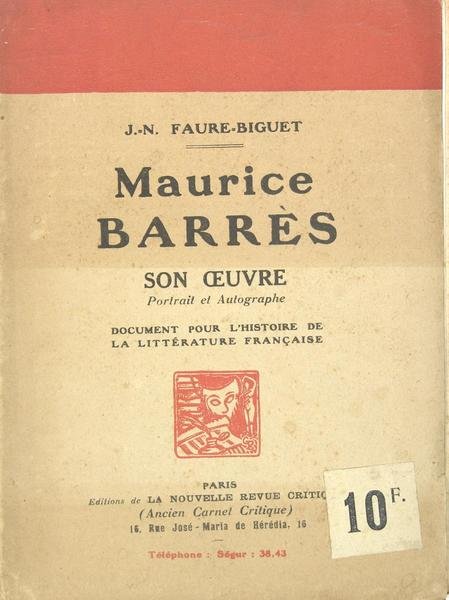 J.-N. FAURE-BIGUET
Maurice
BARRÈS
SON ŒUVRE
Portrait et Autographe
DOCUMENT POUR L'HISTOIRE DE
LA LITTÉRATURE FRANÇAISE
PARIS
Editions de LA NOUVELLE REVUE CRITIQ
(Ancien Carnet Critique)
16, Rue José-Maria de Hérédia, 16
Téléphone : Ségur : 38.43
10 F.